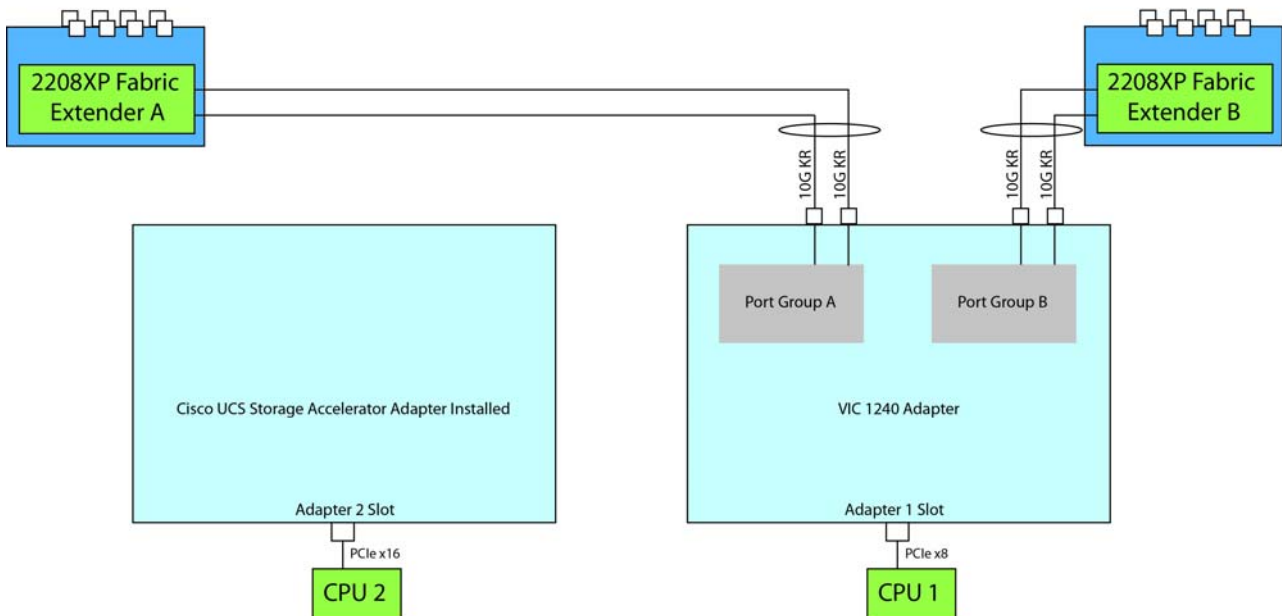 2208XP Fabric
Extender A
2208XP Fabric
Extender B
10G KR
10G KR
10G KR
10G KR
Port Group A
Port Group B
Cisco UCS Storage Accelerator Adapter Installed
VIC 1240 Adapter
Adapter 2 Slot
Adapter 1 Slot
PCIe x16
PCIe x8
CPU 2
CPU 1